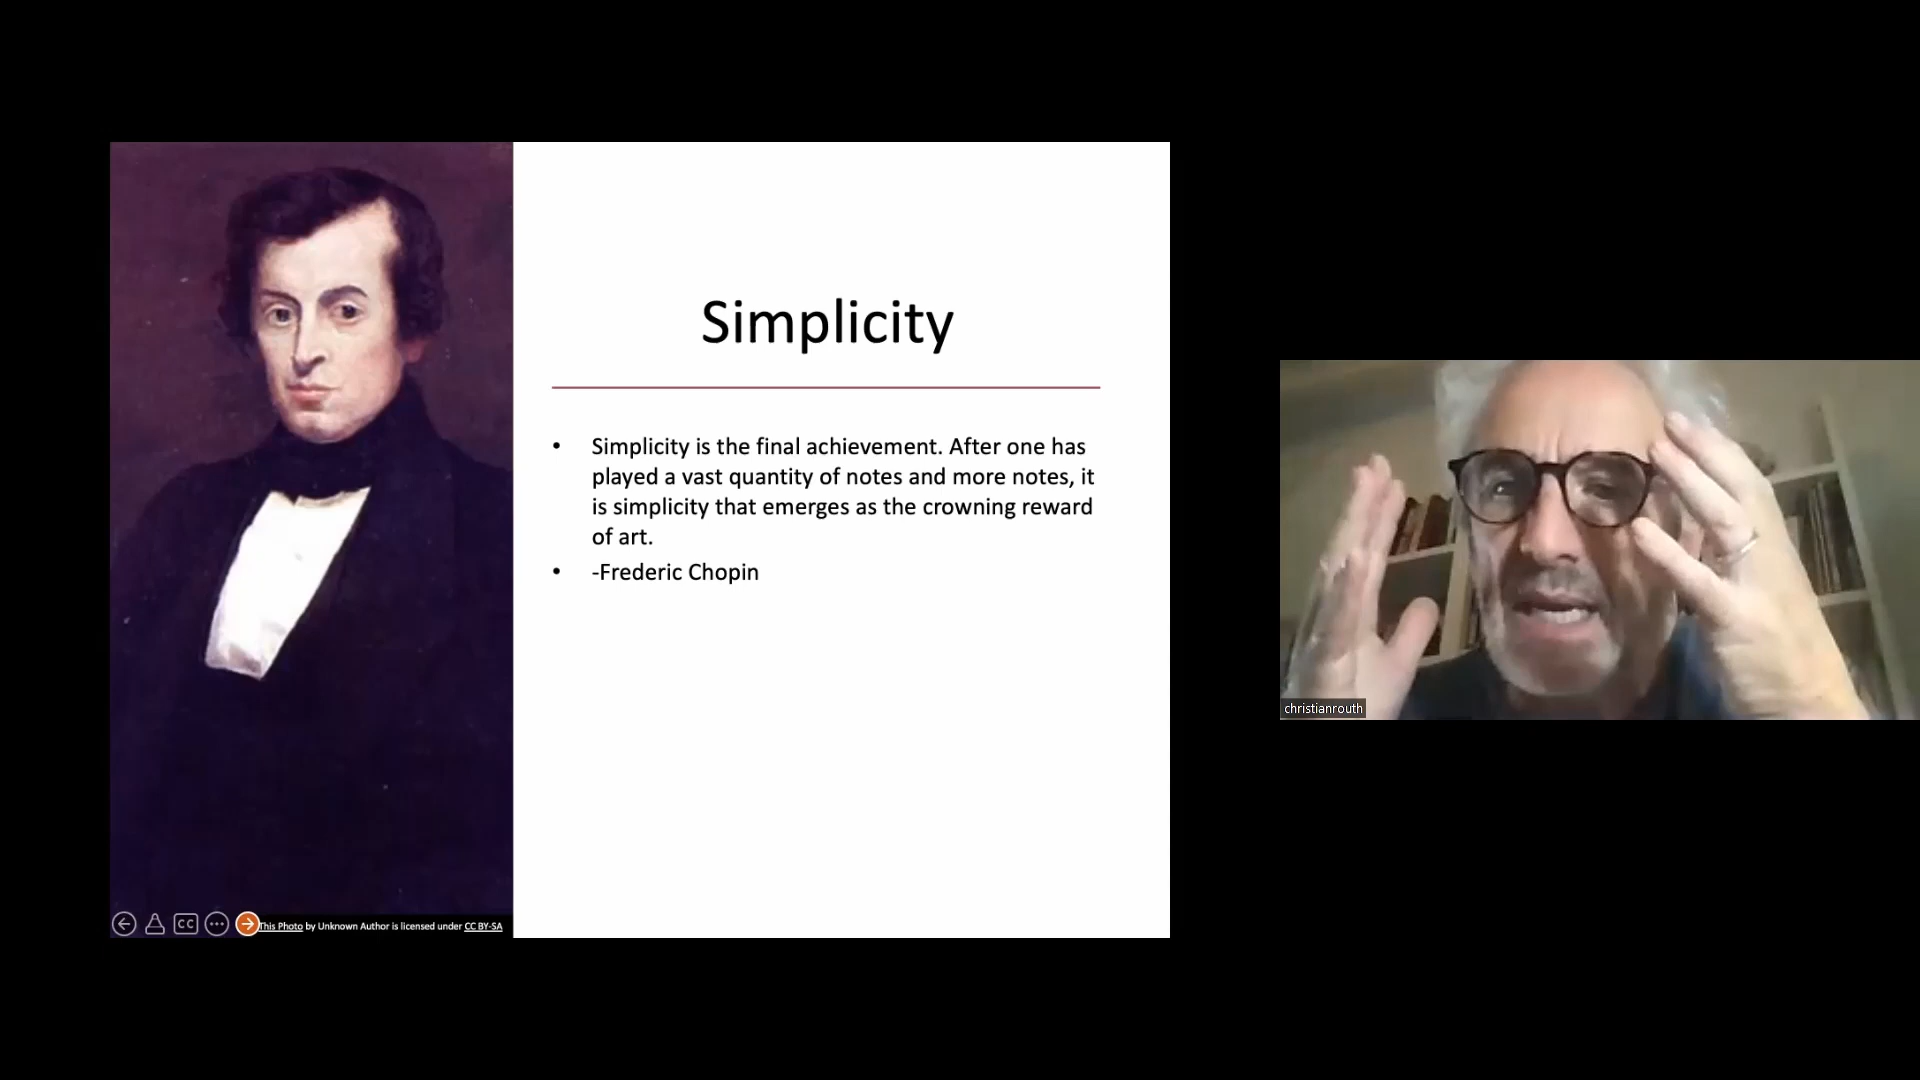 Simplicity
• Simplicity is the final achievement. After one has
played a vast quantity of notes and more notes, it
is simplicity that emerges as the crowning reward
of art.
• -Frederic Chopin
christianrouth
CC
This Photo by Unknown Author is licensed under CC BY-SA